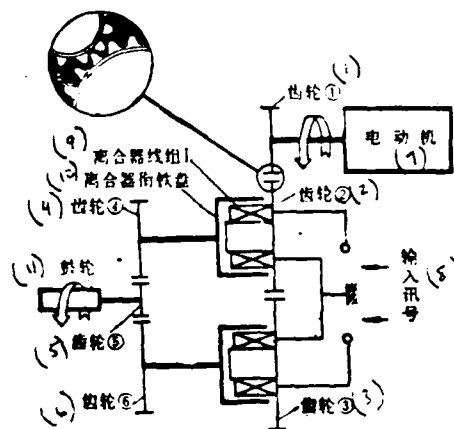 (1)
齿轮①
电动机
(7)
(9)
离合器线组I
(12)
离合器衔铁盘
齿轮②
(2)
(4)
齿轮④
(11)
鼓轮
输入讯号
(8)
(5)
齿轮⑤
(6)
齿轮⑥
齿轮③
(3)